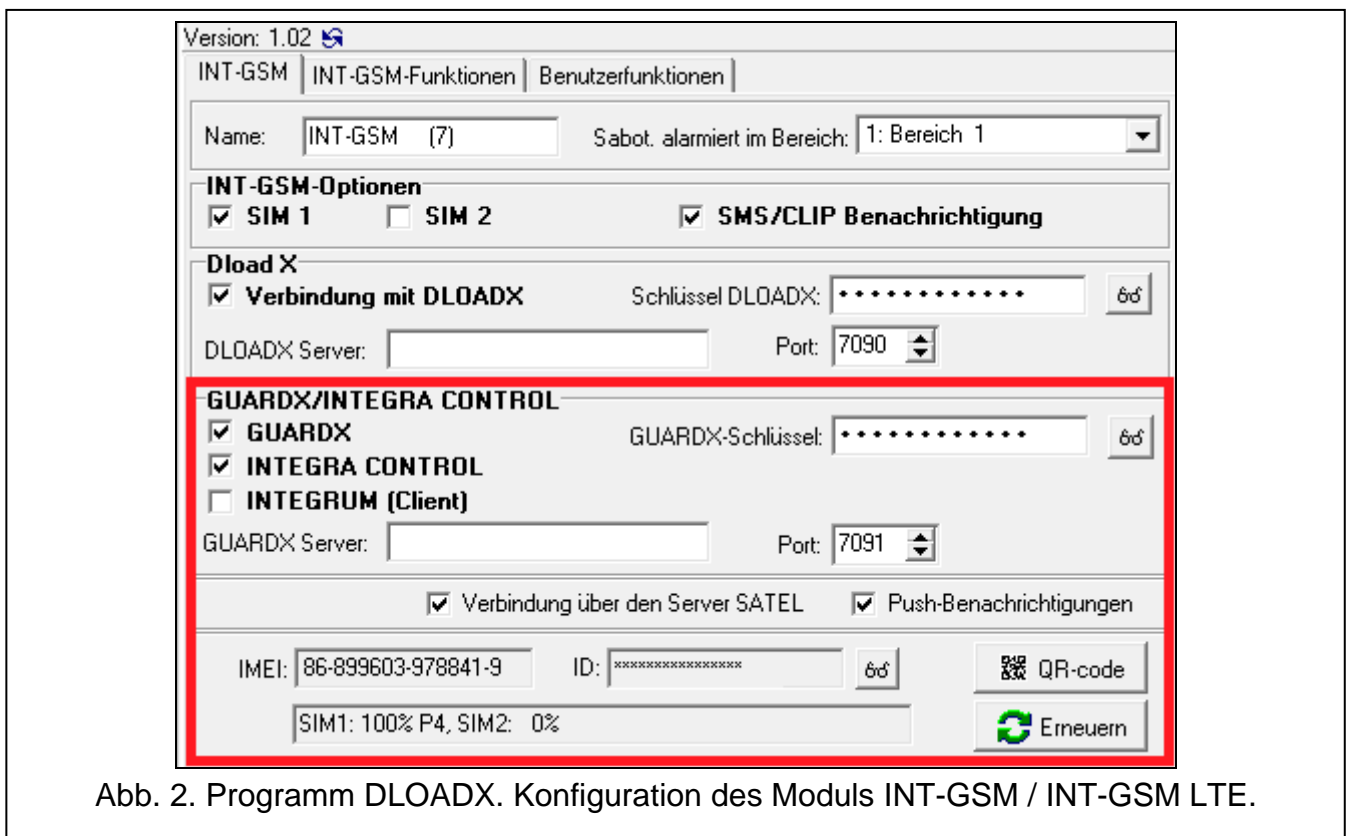 Version: 1.02
INT-GSM INT-GSM-Funktionen Benutzerfunktionen
Name: INT-GSM (7) Sabot. alarmiert im Bereich: 1: Bereich 1
INT-GSM-Optionen
SIM 1 SIM 2 SMS/CLIP Benachrichtigung
Dload X
Verbindung mit DLOADX Schlüssel DLOADX: ••••••••••••
DLOADX Server: Port: 7090
GUARDX/INTEGRA CONTROL
GUARDX GUARDX-Schlüssel: ••••••••••••
INTEGRA CONTROL
INTEGRUM (Client)
GUARDX Server: Port: 7091
Verbindung über den Server SATEL Push-Benachrichtigungen
IMEI: 86-899603-978841-9 ID: **************** QR-code
SIM1: 100% P4, SIM2: 0% Erneuern
Abb. 2. Programm DLOADX. Konfiguration des Moduls INT-GSM / INT-GSM LTE.